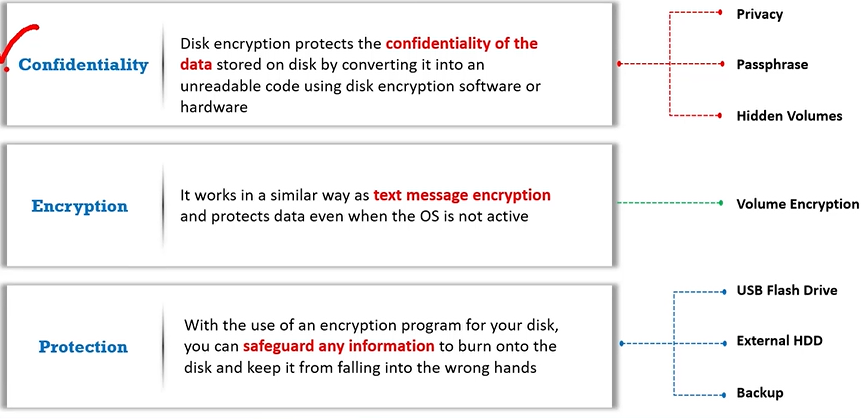 Confidentiality
Disk encryption protects the confidentiality of the
data stored on disk by converting it into an
unreadable code using disk encryption software or
hardware
Privacy
Passphrase
Hidden Volumes
Encryption
It works in a similar way as text message encryption
and protects data even when the OS is not active
Volume Encryption
Protection
With the use of an encryption program for your disk,
you can safeguard any information to burn onto the
disk and keep it from falling into the wrong hands
USB Flash Drive
External HDD
Backup